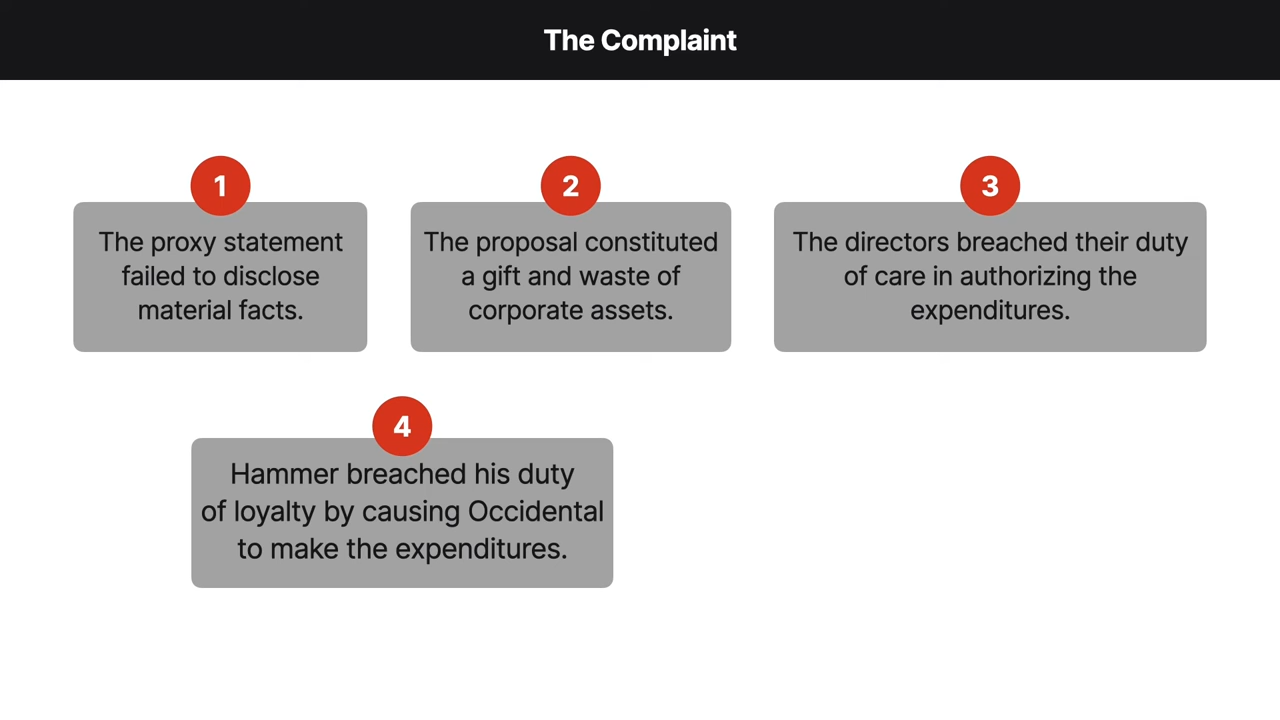 The Complaint
1
The proxy statement
failed to disclose
material facts.
2
The proposal constituted
a gift and waste of
corporate assets.
3
The directors breached their duty
of care in authorizing the
expenditures.
4
Hammer breached his duty
of loyalty by causing Occidental
to make the expenditures.